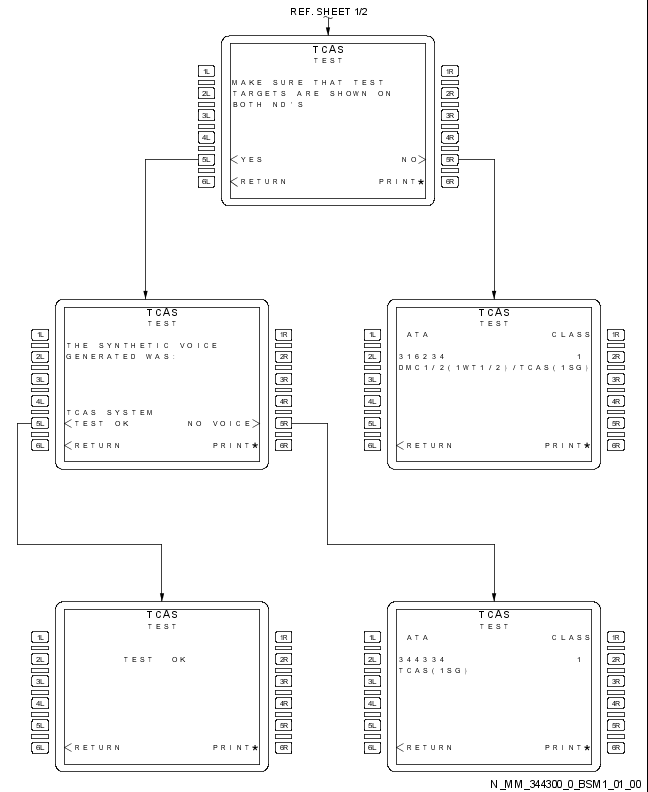 REF. SHEET 1/2
TCAS
TEST
1L 1R
MAKE SURE THAT TEST
2L TARGETS ARE SHOWN ON 2R
BOTH ND'S
3L 3R
4L 4R
5L <YES NO> 5R
6L <RETURN PRINT* 6R
TCAS
TEST
1L 1R
THE SYNTHETIC VOICE
2L GENERATED WAS: 2R
3L 3R
4L 4R
TCAS SYSTEM
5L <TEST OK NO VOICE> 5R
6L <RETURN PRINT* 6R
TCAS
TEST
1L ATA CLASS 1R
2L 316234 1 2R
DMC1/2(1WT1/2)/TCAS(1SG)
3L 3R
4L 4R
5L 5R
6L <RETURN PRINT* 6R
TCAS
TEST
1L 1R
2L TEST OK 2R
3L 3R
4L 4R
5L 5R
6L <RETURN PRINT* 6R
TCAS
TEST
1L ATA CLASS 1R
2L 344334 1 2R
TCAS(1SG)
3L 3R
4L 4R
5L 5R
6L <RETURN PRINT* 6R
N_MM_344300_0_BSM1_01_00